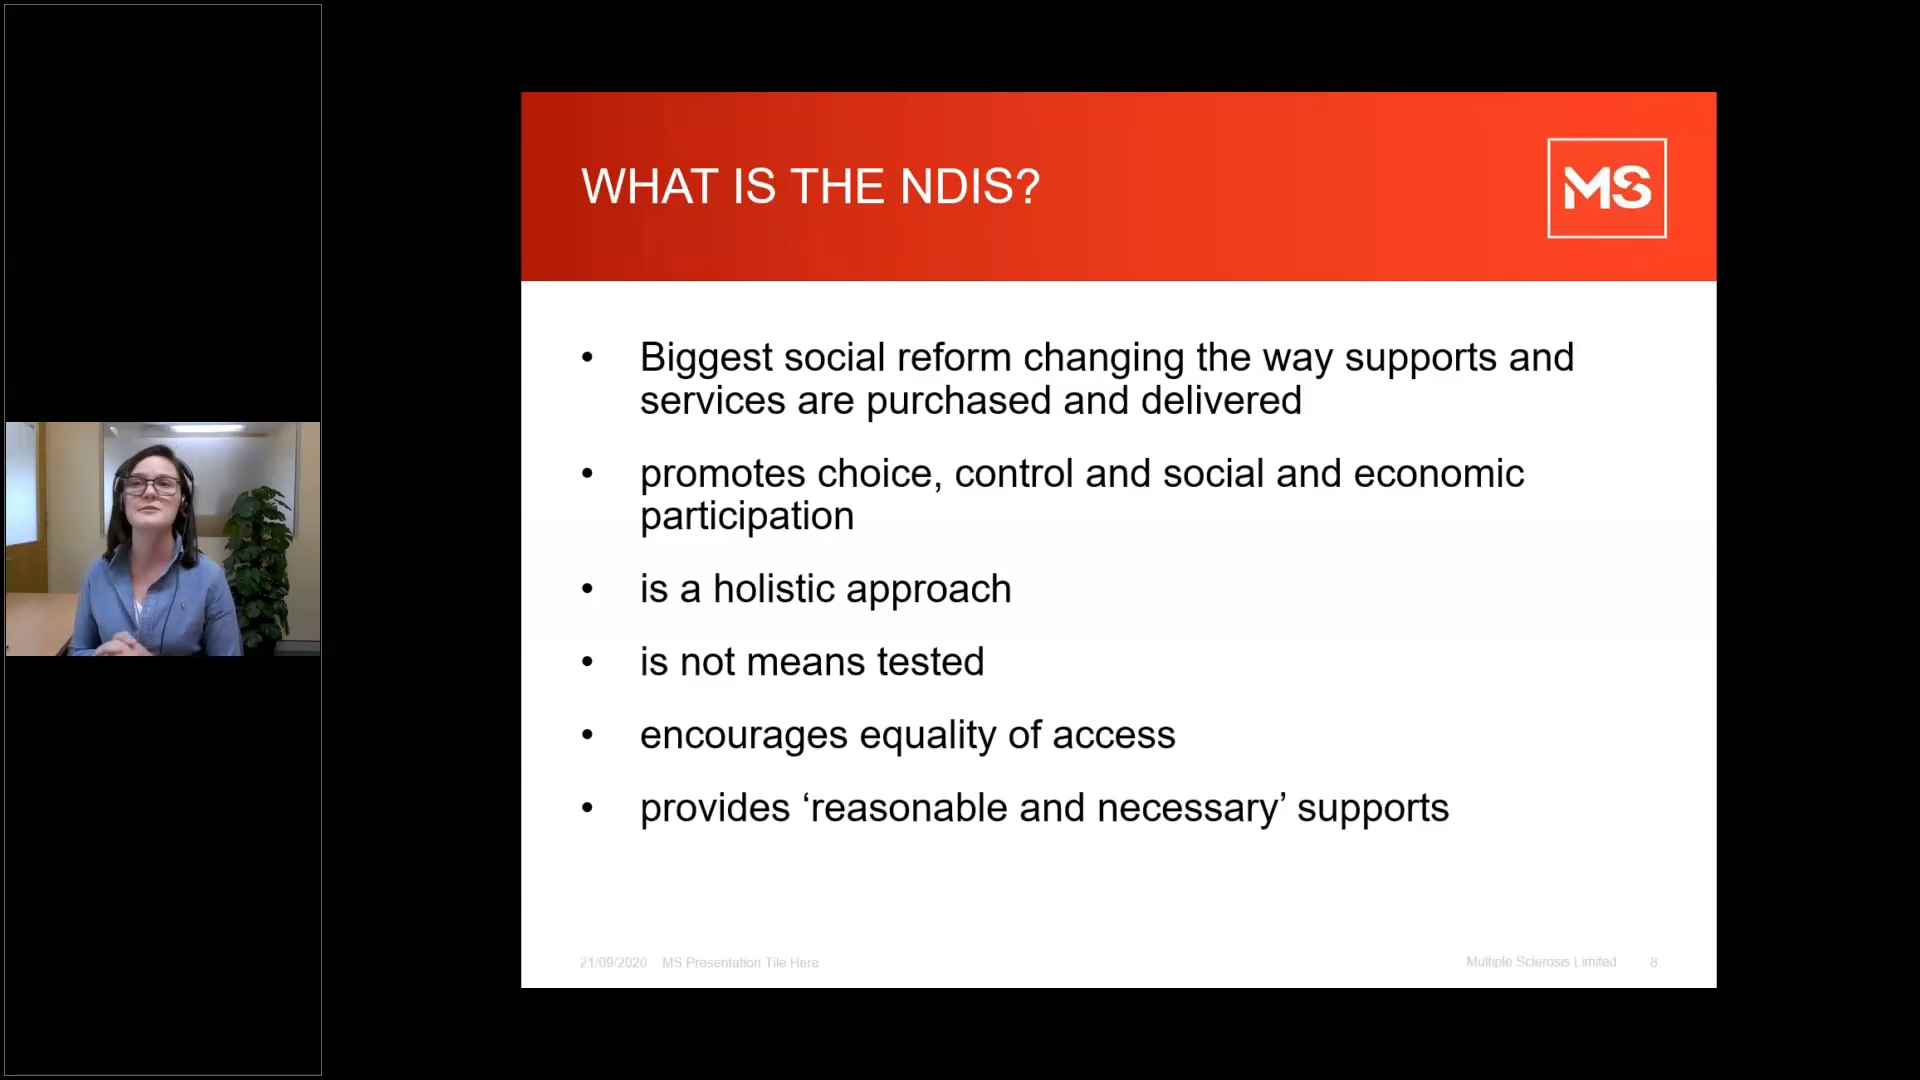 WHAT IS THE NDIS?
MS
• Biggest social reform changing the way supports and
services are purchased and delivered
• promotes choice, control and social and economic
participation
• is a holistic approach
• is not means tested
• encourages equality of access
• provides ‘reasonable and necessary’ supports
21/09/2020 MS Presentation Tile Here
Multiple Sclerosis Limited 8